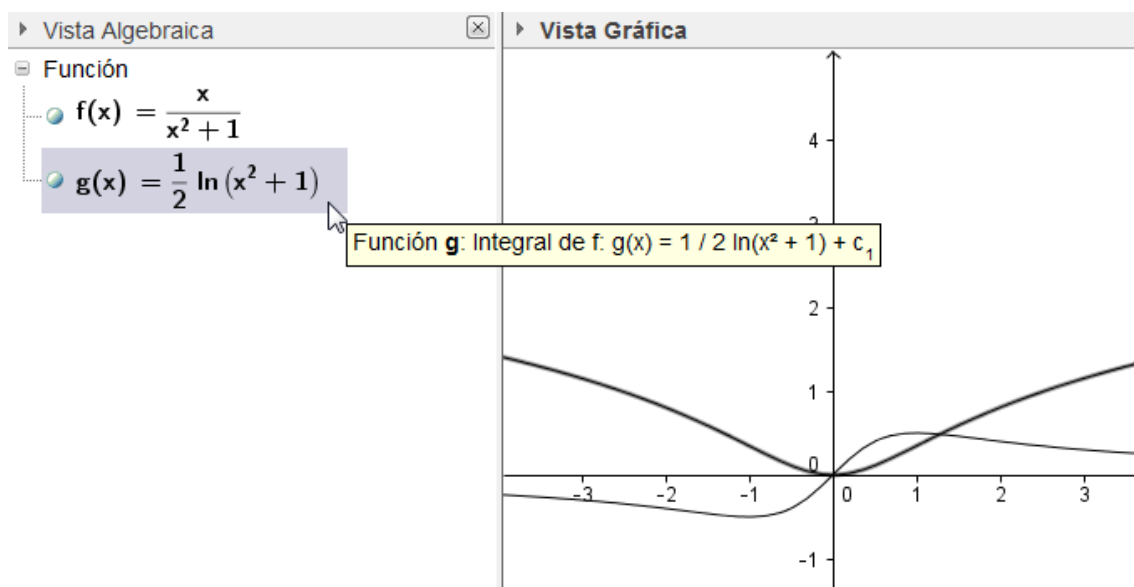 Vista Algebraica
Función
f(x) = x / (x² + 1)
g(x) = 1/2 ln (x² + 1)
Función g: Integral de f: g(x) = 1 / 2 ln(x² + 1) + c₁
Vista Gráfica
4
3
2
1
0
-3 -2 -1 0 1 2 3
-1